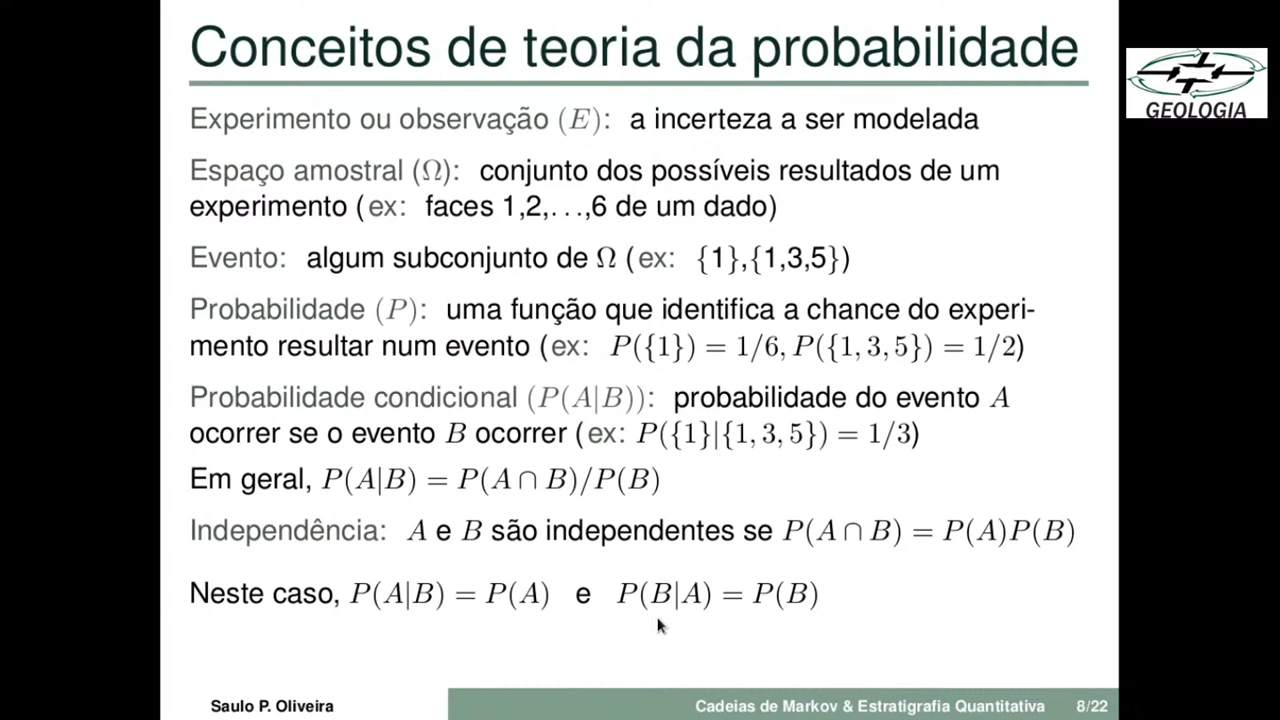 Conceitos de teoria da probabilidade
GEOLOGIA
Experimento ou observação (E): a incerteza a ser modelada
Espaço amostral (Ω): conjunto dos possíveis resultados de um
experimento (ex: faces 1,2,...,6 de um dado)
Evento: algum subconjunto de Ω (ex: {1},{1,3,5})
Probabilidade (P): uma função que identifica a chance do experi-
mento resultar num evento (ex: P({1}) = 1/6, P({1, 3, 5}) = 1/2)
Probabilidade condicional (P(A|B)): probabilidade do evento A
ocorrer se o evento B ocorrer (ex: P({1}|{1, 3, 5}) = 1/3)
Em geral, P(A|B) = P(A ∩ B)/P(B)
Independência: A e B são independentes se P(A ∩ B) = P(A)P(B)
Neste caso, P(A|B) = P(A) e P(B|A) = P(B)
Saulo P. Oliveira
Cadeias de Markov & Estratigrafia Quantitativa 8/22